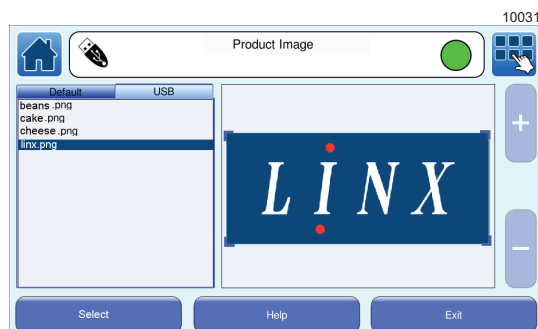 10031
Product Image
Default USB
beans.png
cake.png
cheese.png
linx.png
LINX
+
−
Select Help Exit